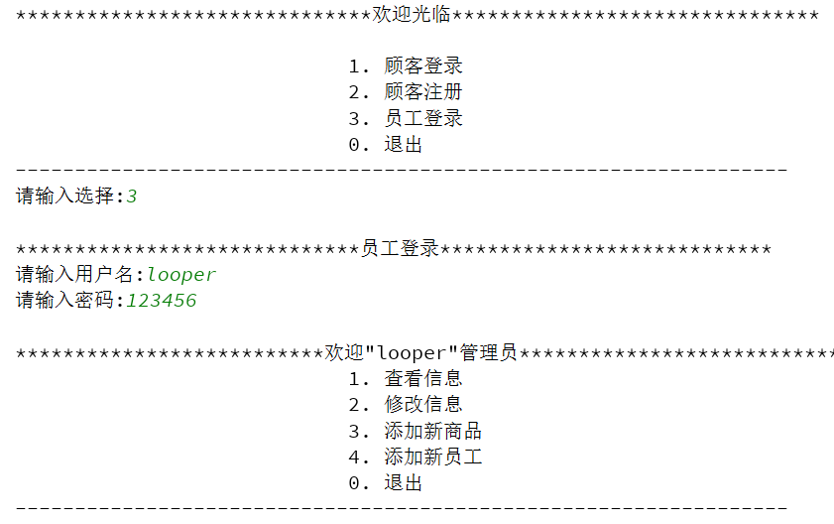 ******************************欢迎光临*******************************
1. 顾客登录
2. 顾客注册
3. 员工登录
0. 退出
-----------------------------------------------------------------
请输入选择:3
*****************************员工登录****************************
请输入用户名:looper
请输入密码:123456
**************************欢迎"looper"管理员***************************
1. 查看信息
2. 修改信息
3. 添加新商品
4. 添加新员工
0. 退出
-----------------------------------------------------------------